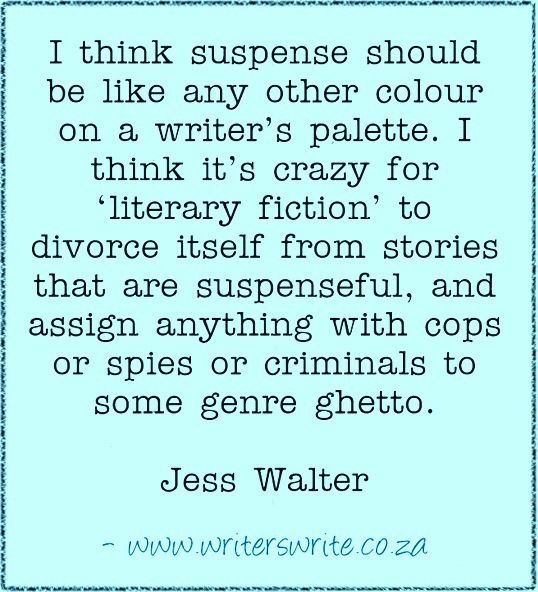 I think suspense should
be like any other colour
on a writer's palette. I
think it's crazy for
‘literary fiction’ to
divorce itself from stories
that are suspenseful, and
assign anything with cops
or spies or criminals to
some genre ghetto.
Jess Walter
- www.writerswrite.co.za